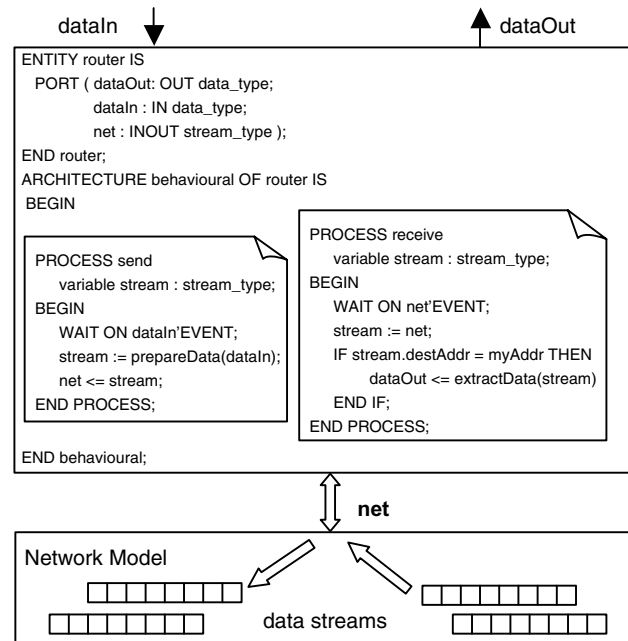 dataIn
dataOut
ENTITY router IS
PORT ( dataOut: OUT data_type;
dataIn : IN data_type;
net : INOUT stream_type );
END router;
ARCHITECTURE behavioural OF router IS
BEGIN
PROCESS send
variable stream : stream_type;
BEGIN
WAIT ON dataIn'EVENT;
stream := prepareData(dataIn);
net <= stream;
END PROCESS;
PROCESS receive
variable stream : stream_type;
BEGIN
WAIT ON net'EVENT;
stream := net;
IF stream.destAddr = myAddr THEN
dataOut <= extractData(stream)
END IF;
END PROCESS;
END behavioural;
net
Network Model
data streams